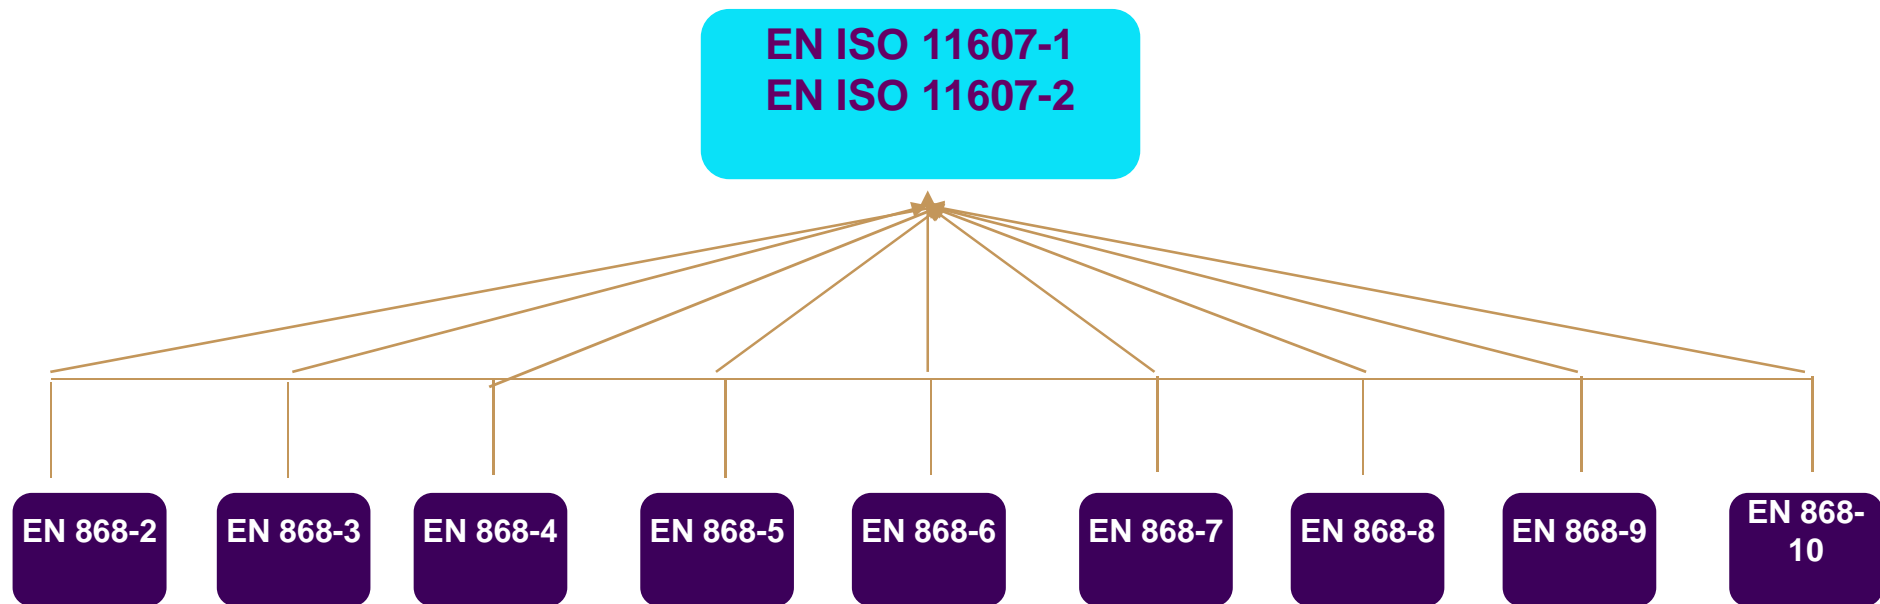 EN ISO 11607-1
EN ISO 11607-2
EN 868-2
EN 868-3
EN 868-4
EN 868-5
EN 868-6
EN 868-7
EN 868-8
EN 868-9
EN 868-
10